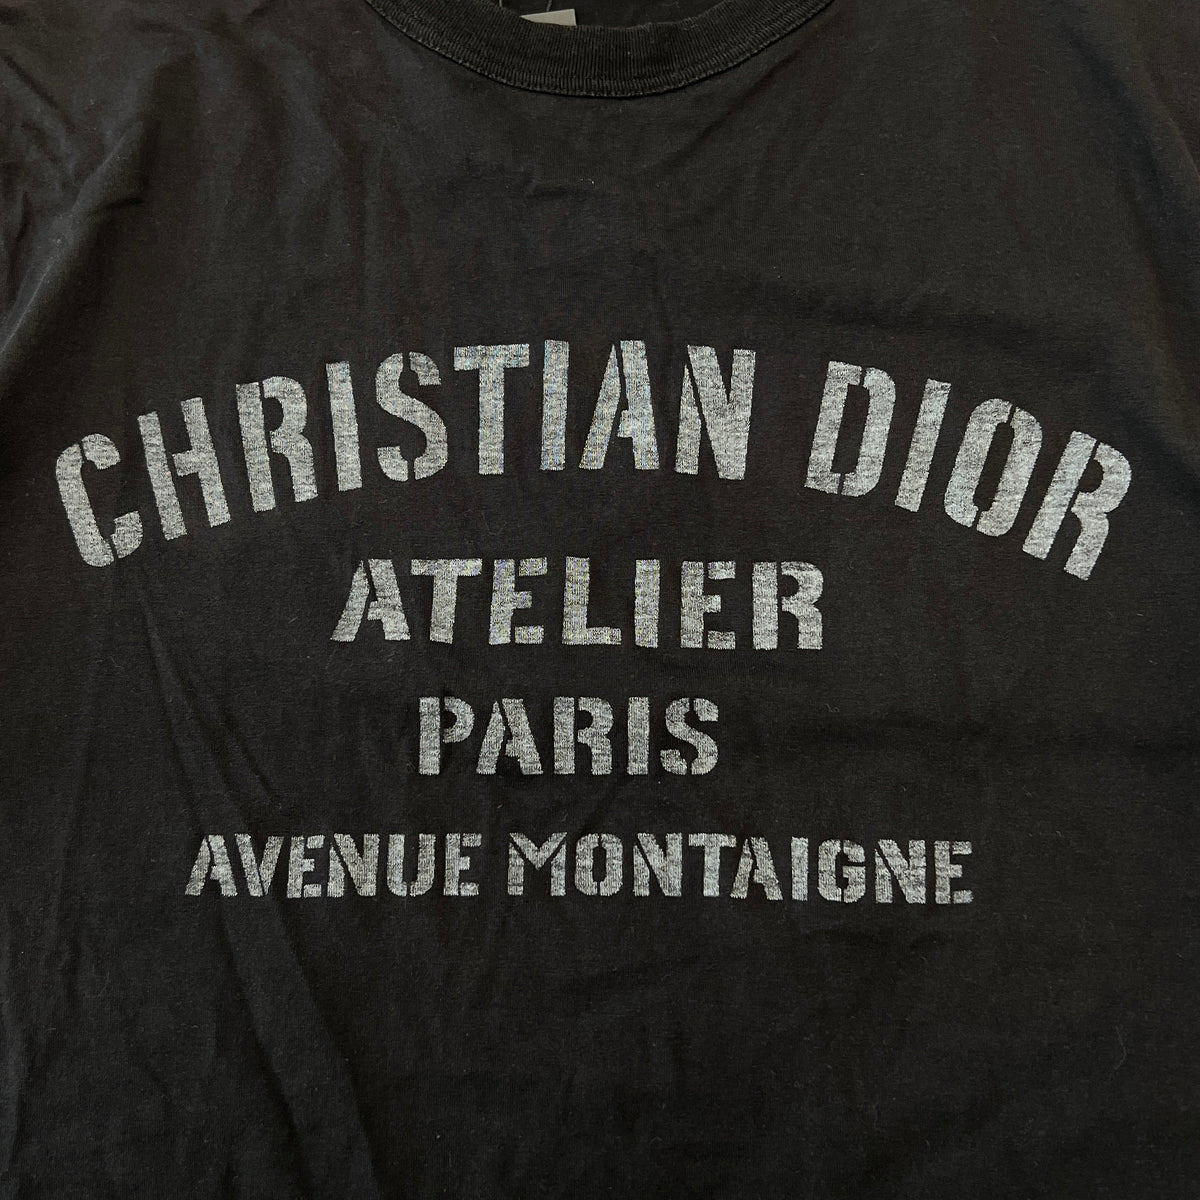 CHRISTIAN DIOR
ATELIER
PARIS
AVENUE MONTAIGNE